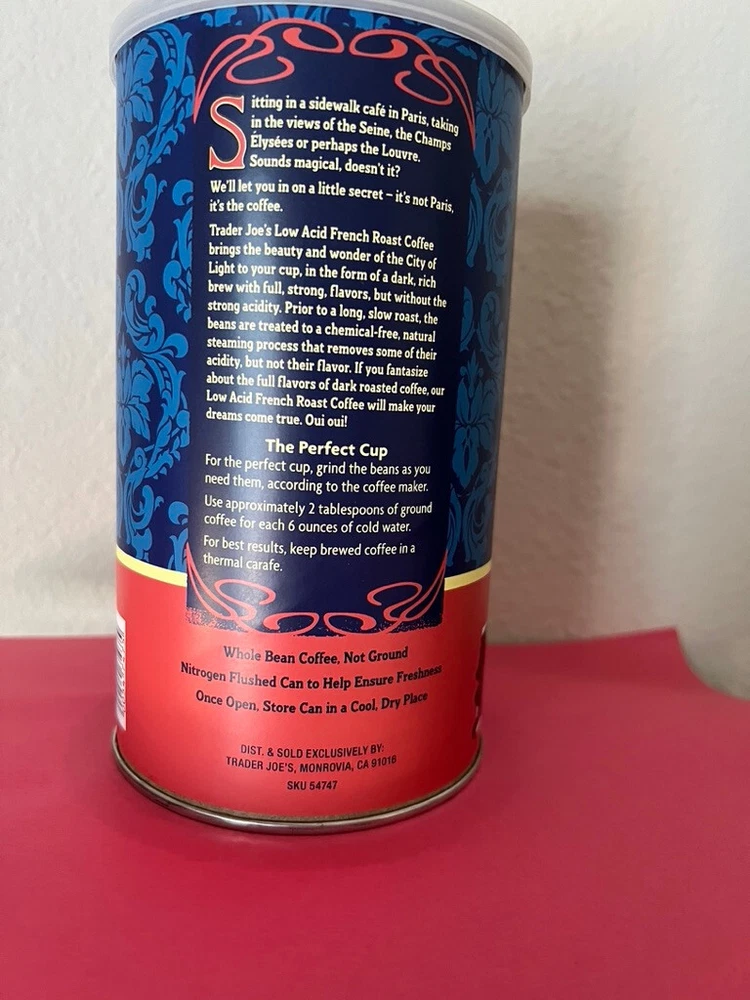 Sitting in a sidewalk café in Paris, taking
in the views of the Seine, the Champs
Élysées or perhaps the Louvre.
Sounds magical, doesn't it?
We'll let you in on a little secret – it's not Paris,
it's the coffee.
Trader Joe's Low Acid French Roast Coffee
brings the beauty and wonder of the City of
Light to your cup, in the form of a dark, rich
brew with full, strong, flavors, but without the
strong acidity. Prior to a long, slow roast, the
beans are treated to a chemical-free, natural
steaming process that removes some of their
acidity, but not their flavor. If you fantasize
about the full flavors of dark roasted coffee, our
Low Acid French Roast Coffee will make your
dreams come true. Oui oui!
The Perfect Cup
For the perfect cup, grind the beans as you
need them, according to the coffee maker.
Use approximately 2 tablespoons of ground
coffee for each 6 ounces of cold water.
For best results, keep brewed coffee in a
thermal carafe.
Whole Bean Coffee, Not Ground
Nitrogen Flushed Can to Help Ensure Freshness
Once Open, Store Can in a Cool, Dry Place
DIST. & SOLD EXCLUSIVELY BY:
TRADER JOE'S, MONROVIA, CA 91016
SKU 54747